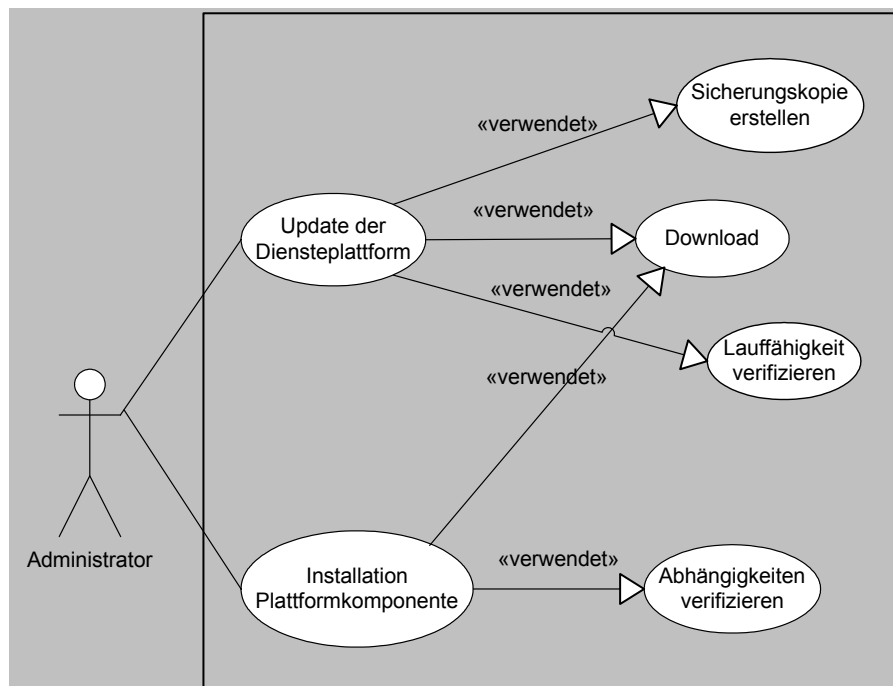 Sicherungskopie
erstellen
«verwendet»
«verwendet»
Update der
Diensteplattform
Download
«verwendet»
Lauffähigkeit
verifizieren
«verwendet»
Administrator
«verwendet»
Installation
Plattformkomponente
Abhängigkeiten
verifizieren